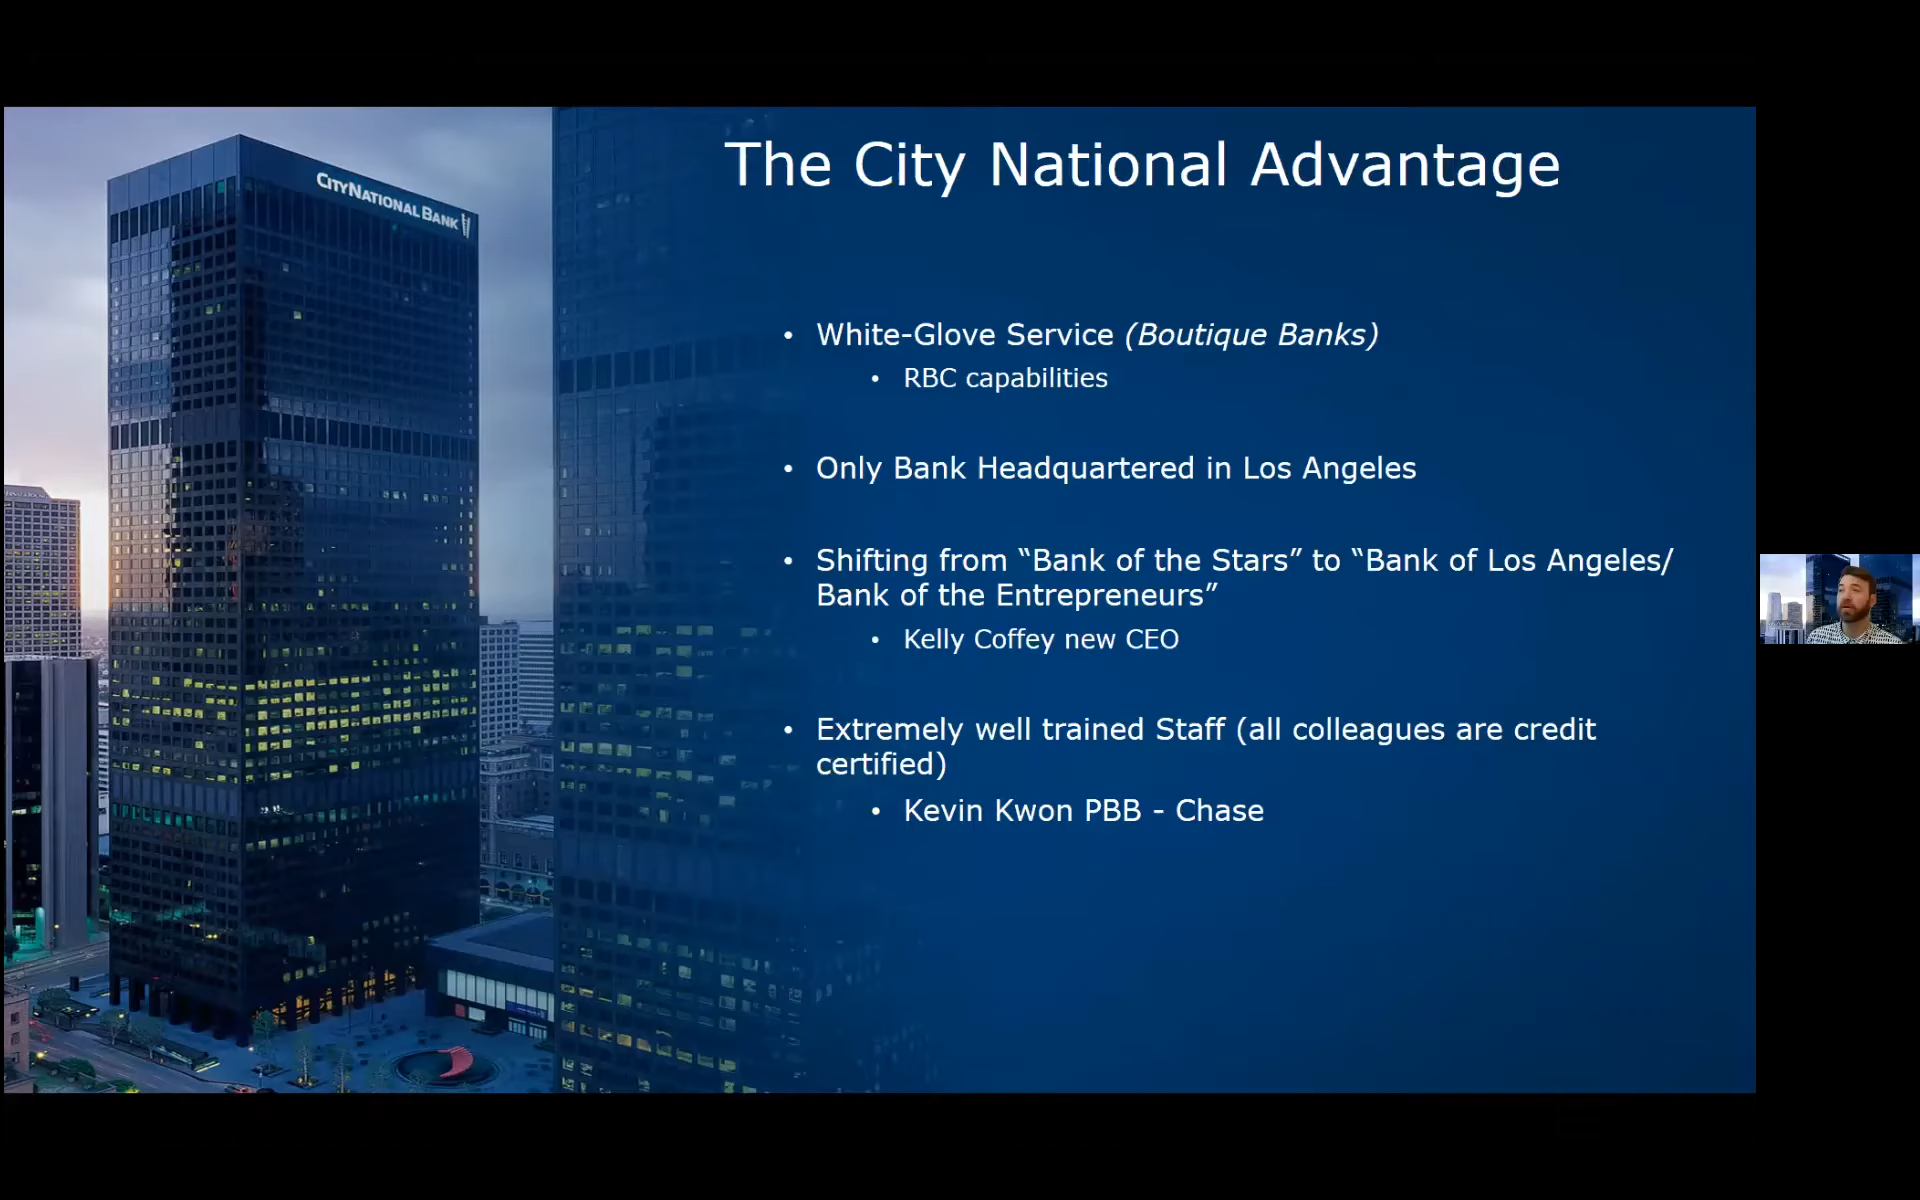 CITY NATIONAL BANK
The City National Advantage
• White-Glove Service (Boutique Banks)
• RBC capabilities
• Only Bank Headquartered in Los Angeles
• Shifting from “Bank of the Stars” to “Bank of Los Angeles/
Bank of the Entrepreneurs”
• Kelly Coffey new CEO
• Extremely well trained Staff (all colleagues are credit
certified)
• Kevin Kwon PBB - Chase